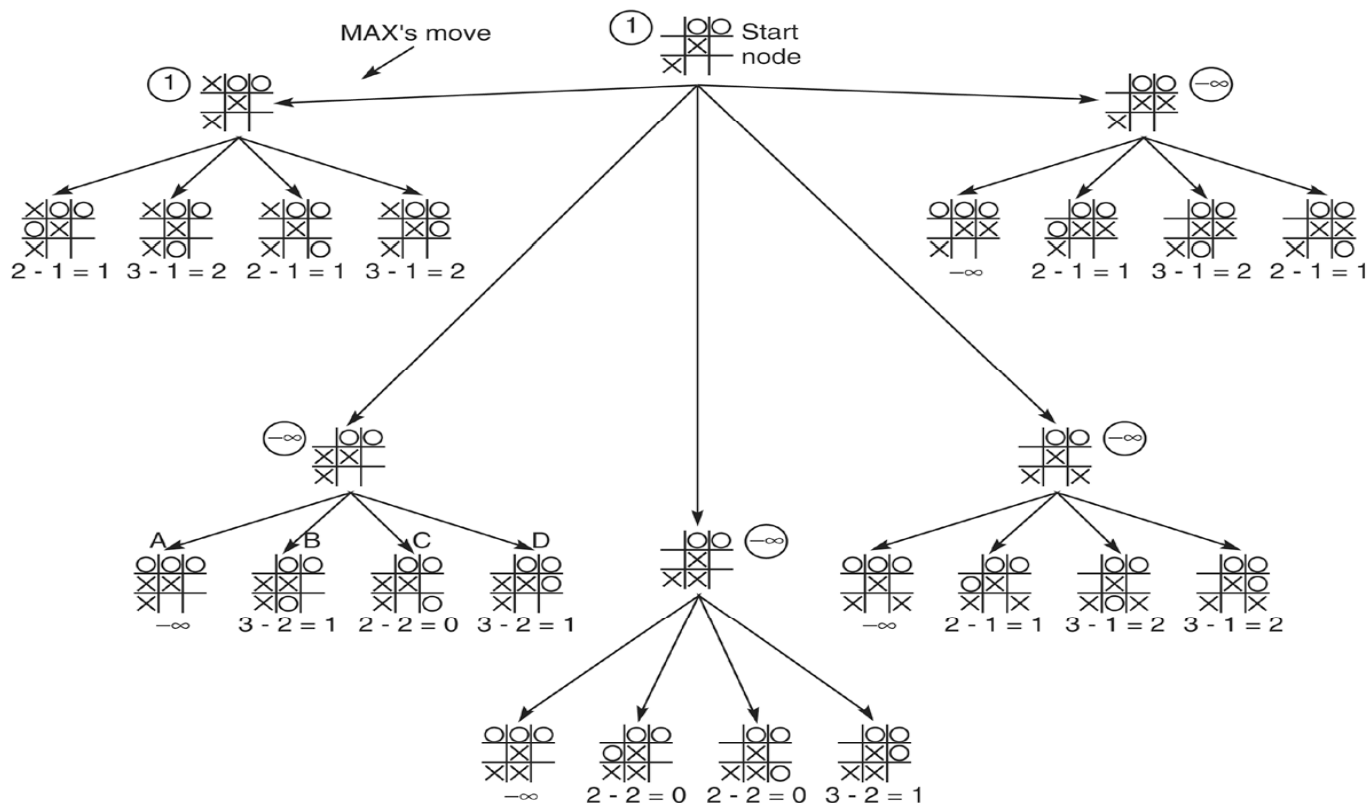 MAX's move
1
Start
node
1
−∞
2 - 1 = 1
3 - 1 = 2
2 - 1 = 1
3 - 1 = 2
−∞
2 - 1 = 1
3 - 1 = 2
2 - 1 = 1
−∞
−∞
A
B
C
D
−∞
−∞
3 - 2 = 1
2 - 2 = 0
3 - 2 = 1
−∞
2 - 1 = 1
3 - 1 = 2
3 - 1 = 2
−∞
2 - 2 = 0
2 - 2 = 0
3 - 2 = 1